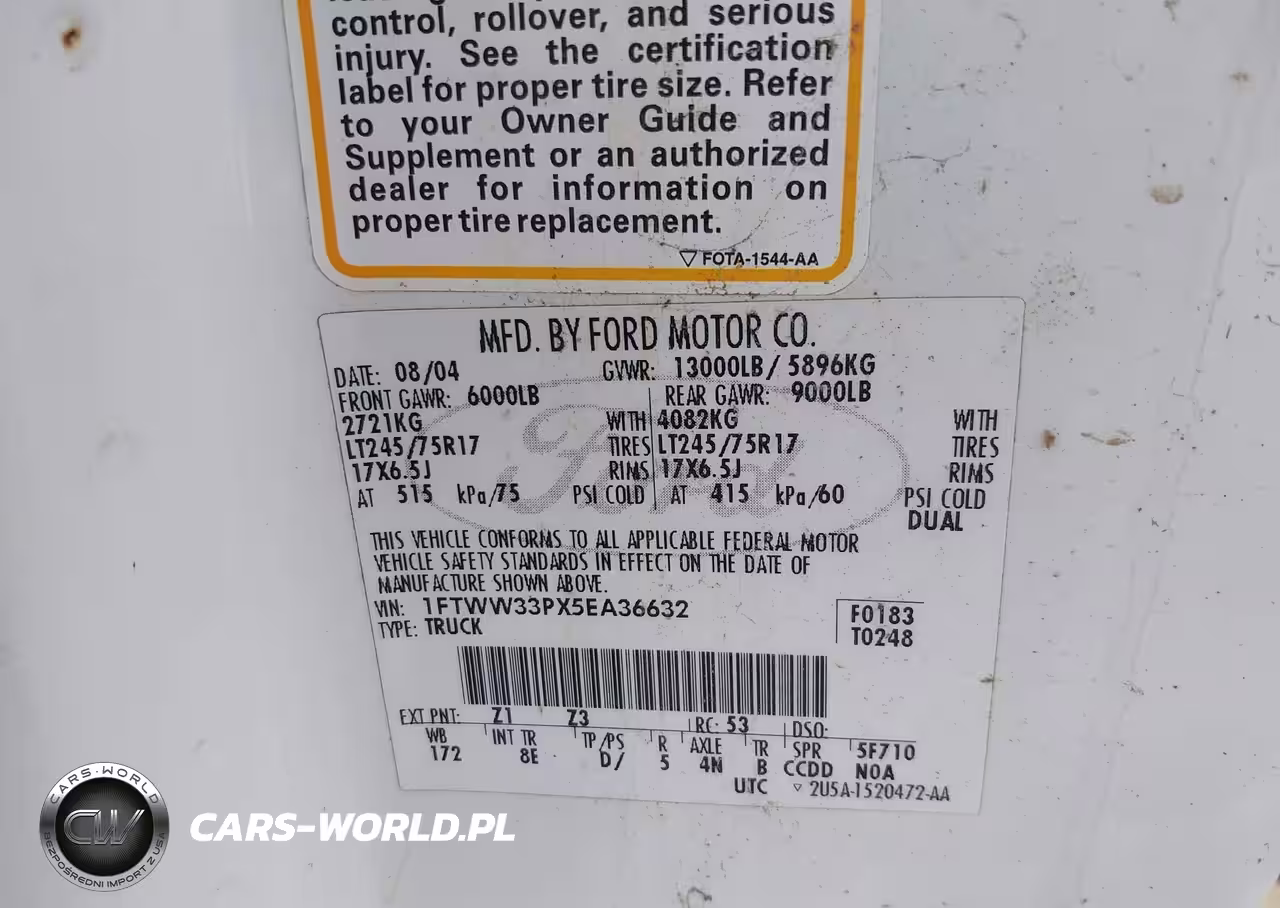 control, rollover, and serious
injury. See the certification
label for proper tire size. Refer
to your Owner Guide and
Supplement or an authorized
dealer for information on
proper tire replacement.
FOTA-1544-AA
MFD. BY FORD MOTOR CO.
DATE: 08/04 GVWR: 13000LB/ 5896KG
FRONT GAWR: 6000LB REAR GAWR: 9000LB
2721KG WITH 4082KG WITH
LT245/75R17 TIRES LT245/75R17 TIRES
17X6.5J RIMS 17X6.5J RIMS
AT 515 kPa/75 PSI COLD AT 415 kPa/60 PSI COLD
DUAL
Ford
THIS VEHICLE CONFORMS TO ALL APPLICABLE FEDERAL MOTOR
VEHICLE SAFETY STANDARDS IN EFFECT ON THE DATE OF
MANUFACTURE SHOWN ABOVE.
VIN: 1FTWW33PX5EA36632 F0183
TYPE: TRUCK T0248
EXT PNT: Z1 Z3 RC: 53 DSO:
WB INT TR TP/PS R AXLE TR SPR 5F710
172 8E D/ 5 4N B CCDD N0A
UTC 2U5A-1520472-AA
CARS-WORLD
CW
BEZPOŚREDNI IMPORT Z USA
CARS-WORLD.PL